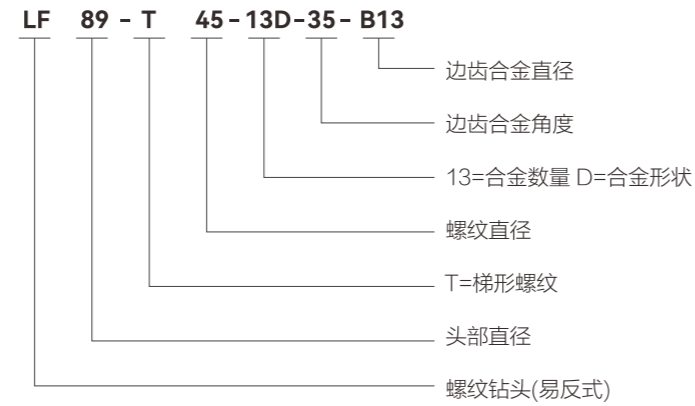 LF 89-T 45-13D-35-B13
边齿合金直径
边齿合金角度
13=合金数量 D=合金形状
螺纹直径
T=梯形螺纹
头部直径
螺纹钻头(易反式)